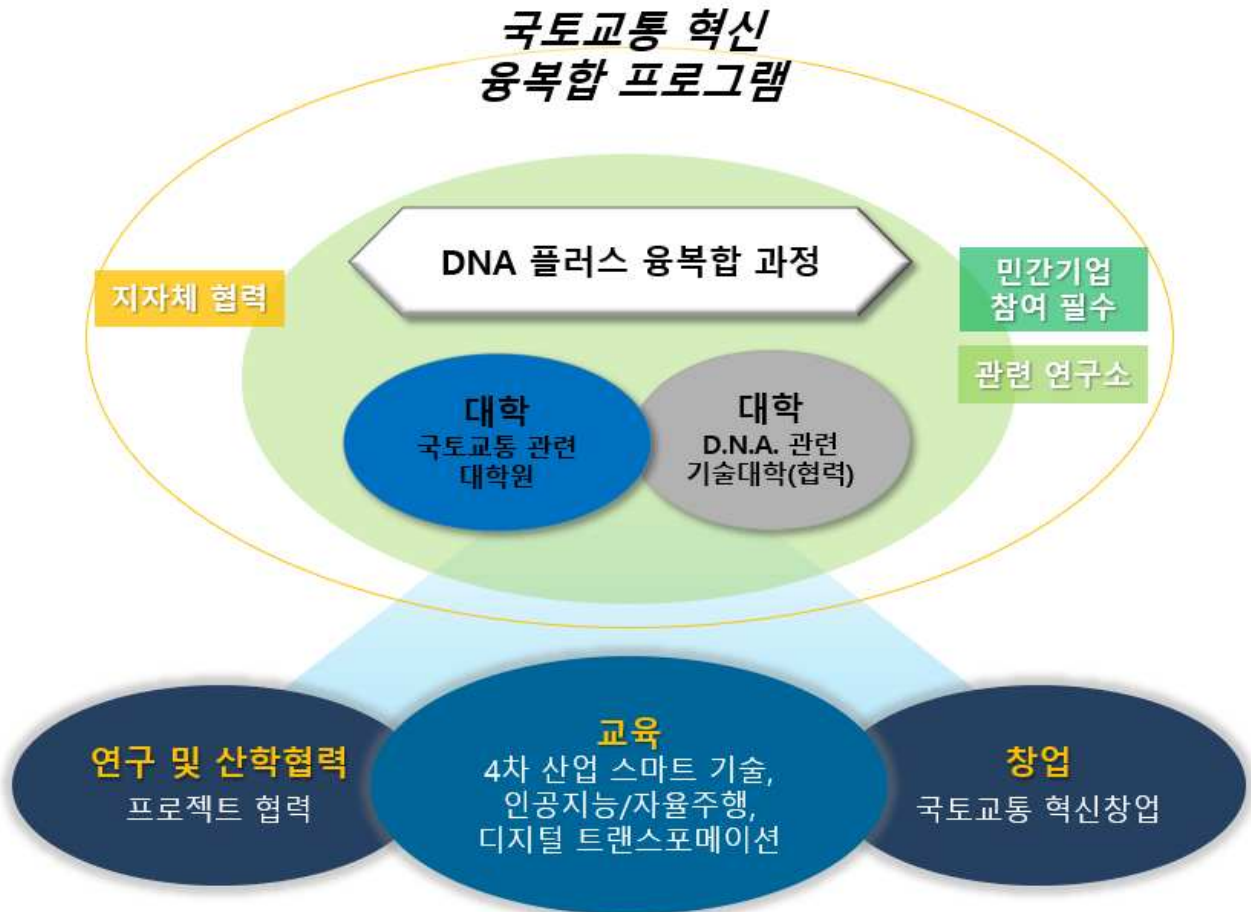 국토교통 혁신
융복합 프로그램
DNA 플러스 융복합 과정
지자체 협력
민간기업
참여 필수
관련 연구소
대학
국토교통 관련
대학원
대학
D.N.A. 관련
기술대학(협력)
연구 및 산학협력
프로젝트 협력
교육
4차 산업 스마트 기술,
인공지능/자율주행,
디지털 트랜스포메이션
창업
국토교통 혁신창업